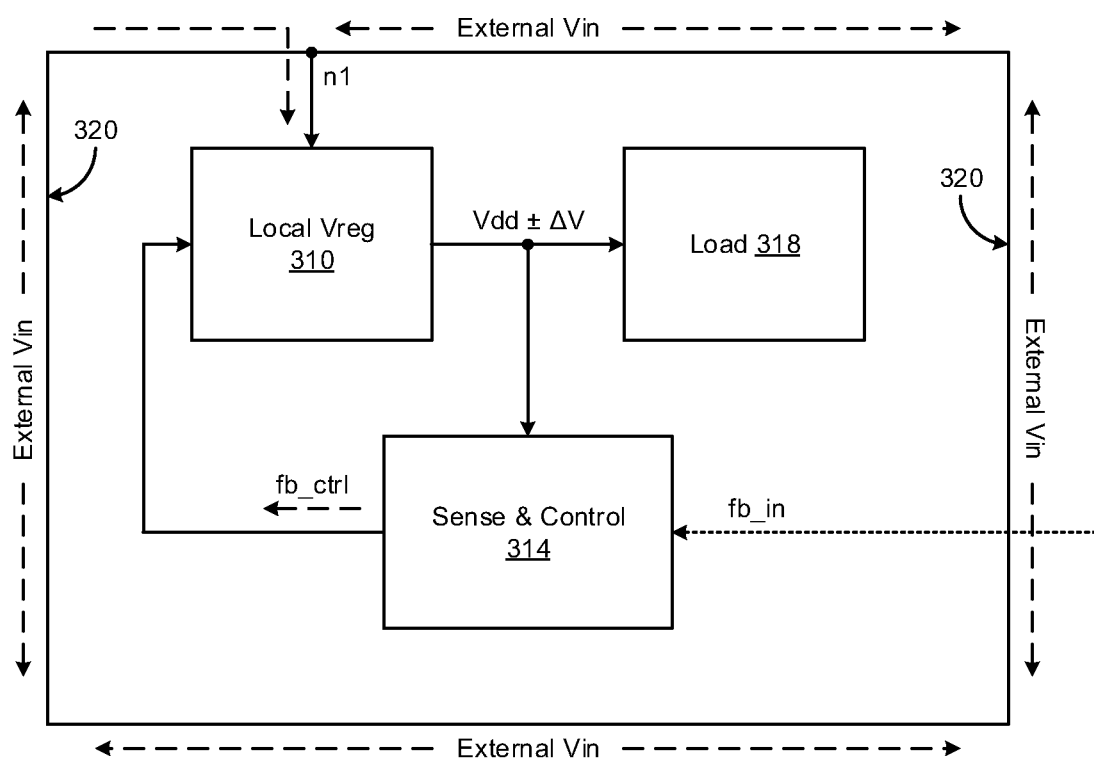 External Vin
n1
320
320
Local Vreg
310
Vdd ± ΔV
Load 318
External Vin
External Vin
fb_ctrl
Sense & Control
314
fb_in
External Vin